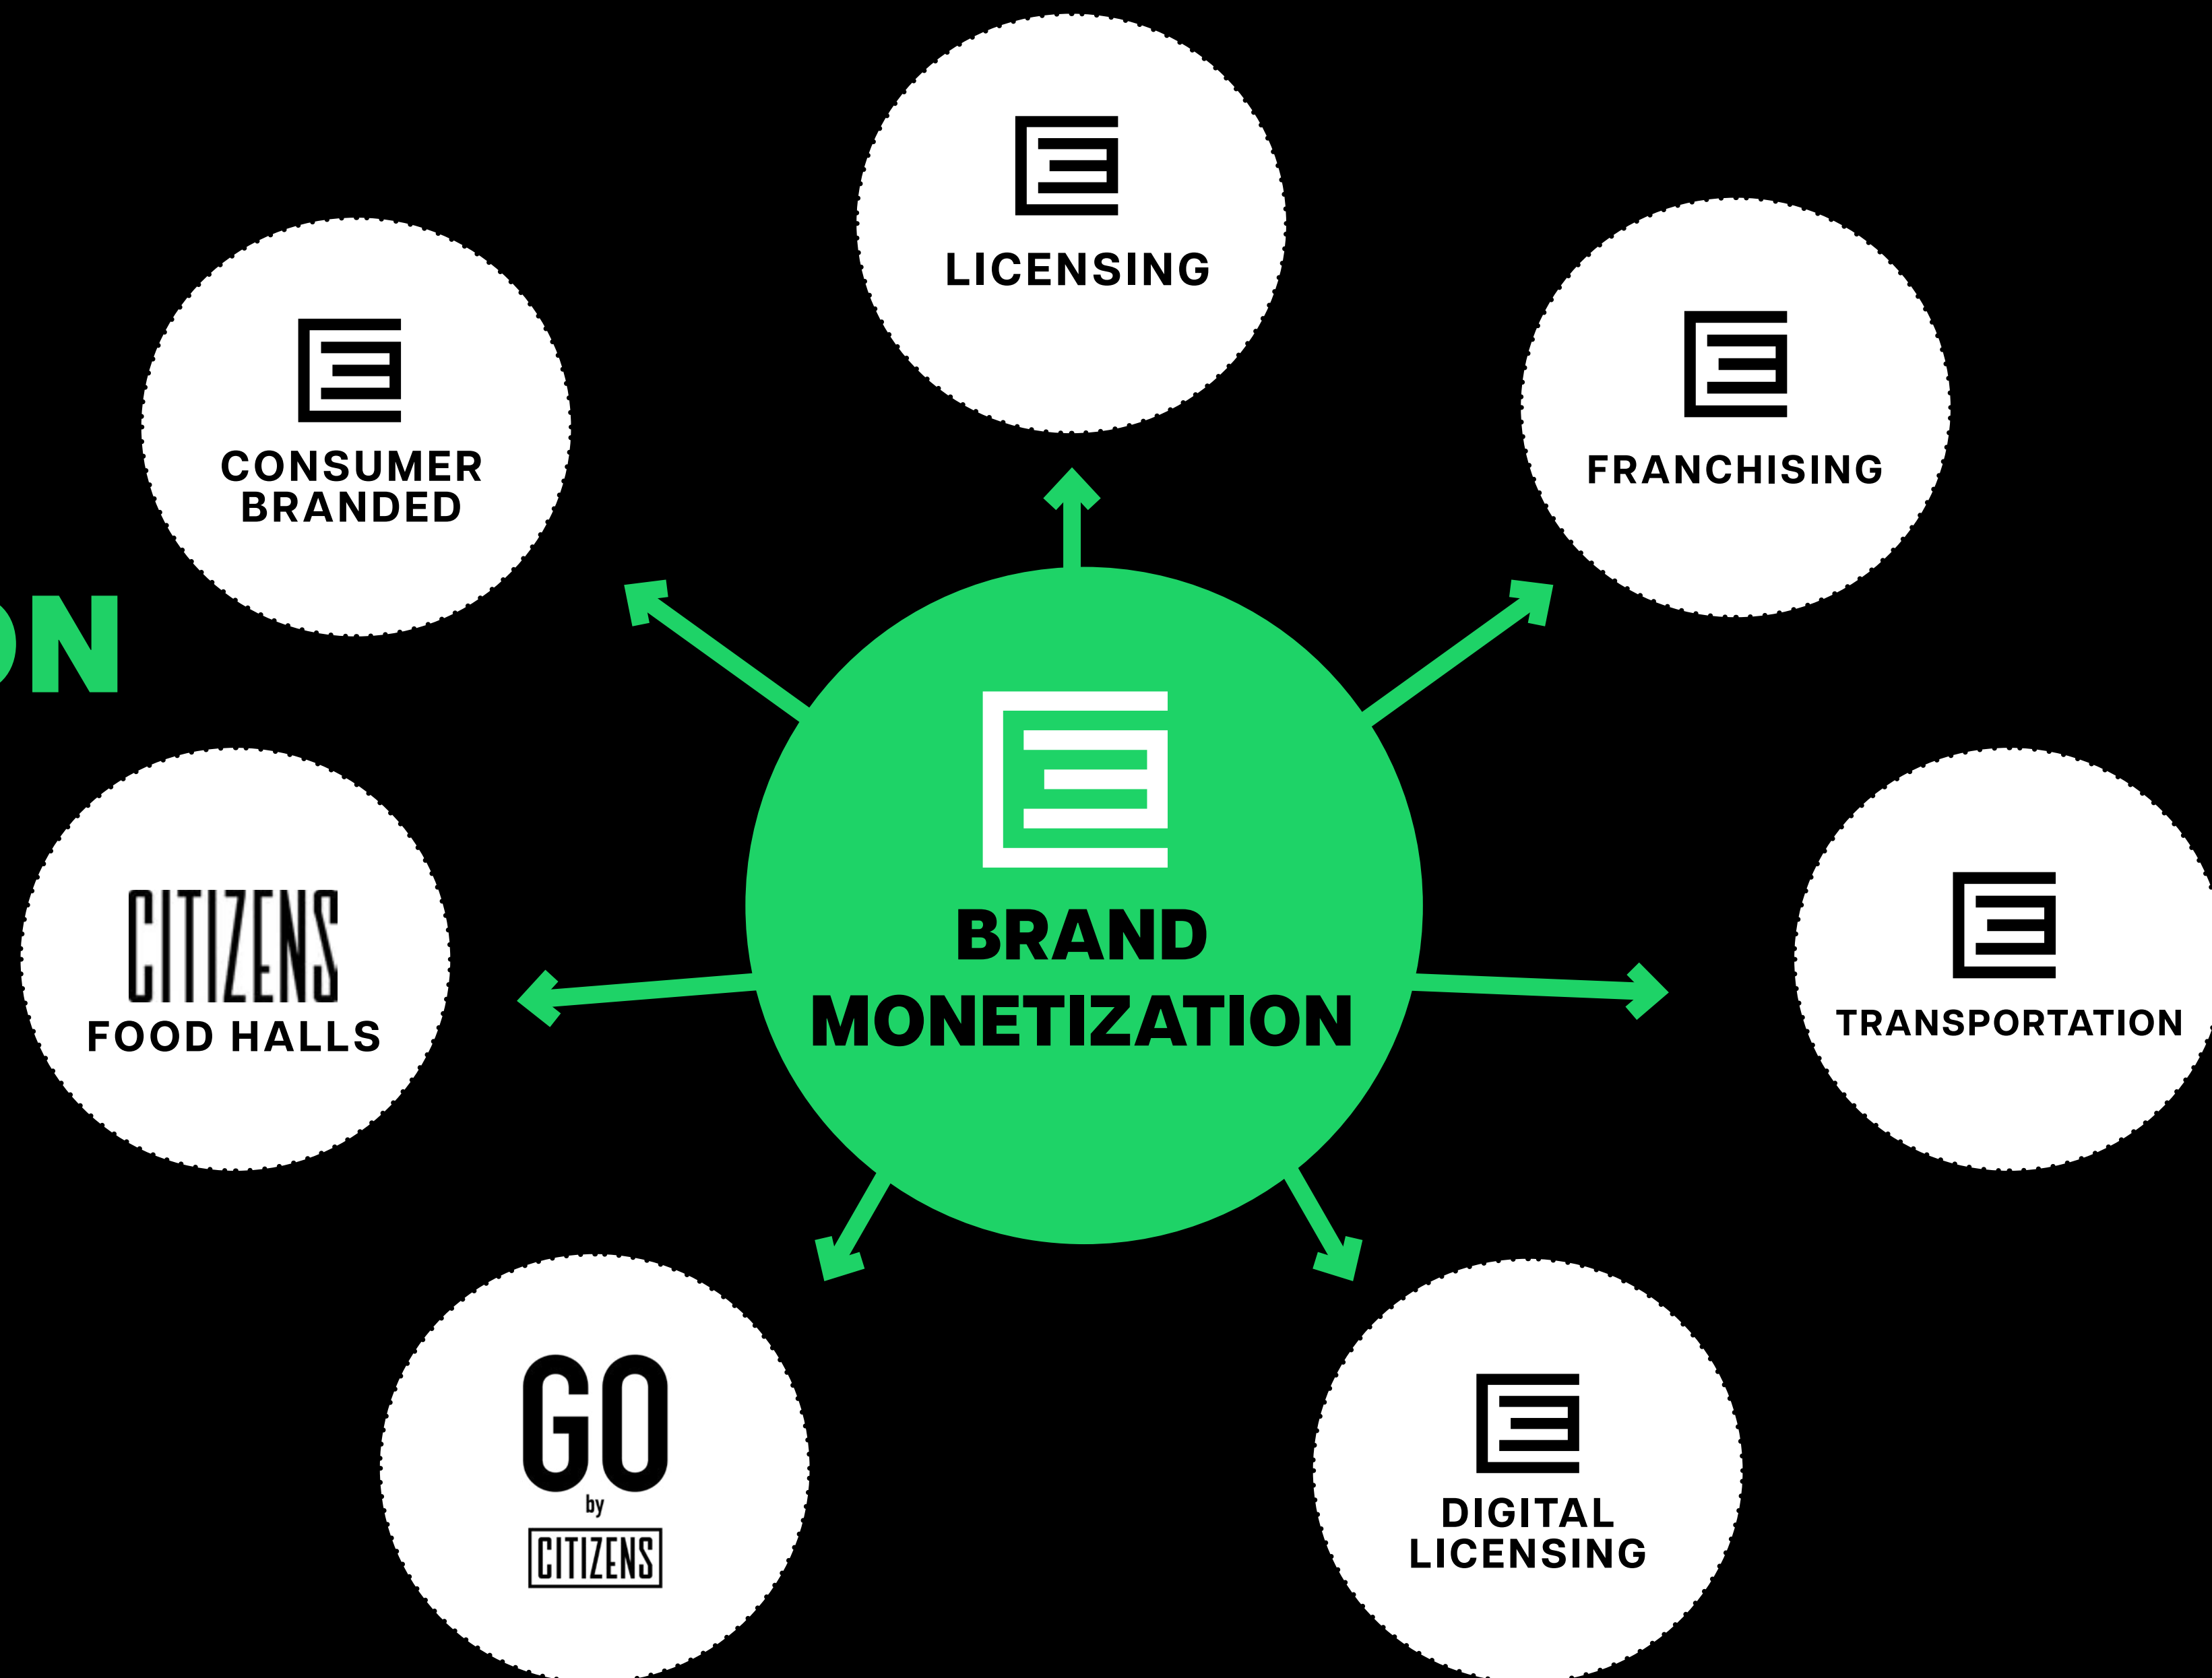 LICENSING
CONSUMER
BRANDED
FRANCHISING
ON
BRAND
MONETIZATION
CITIZENS
FOOD HALLS
TRANSPORTATION
GO
by
CITIZENS
DIGITAL
LICENSING